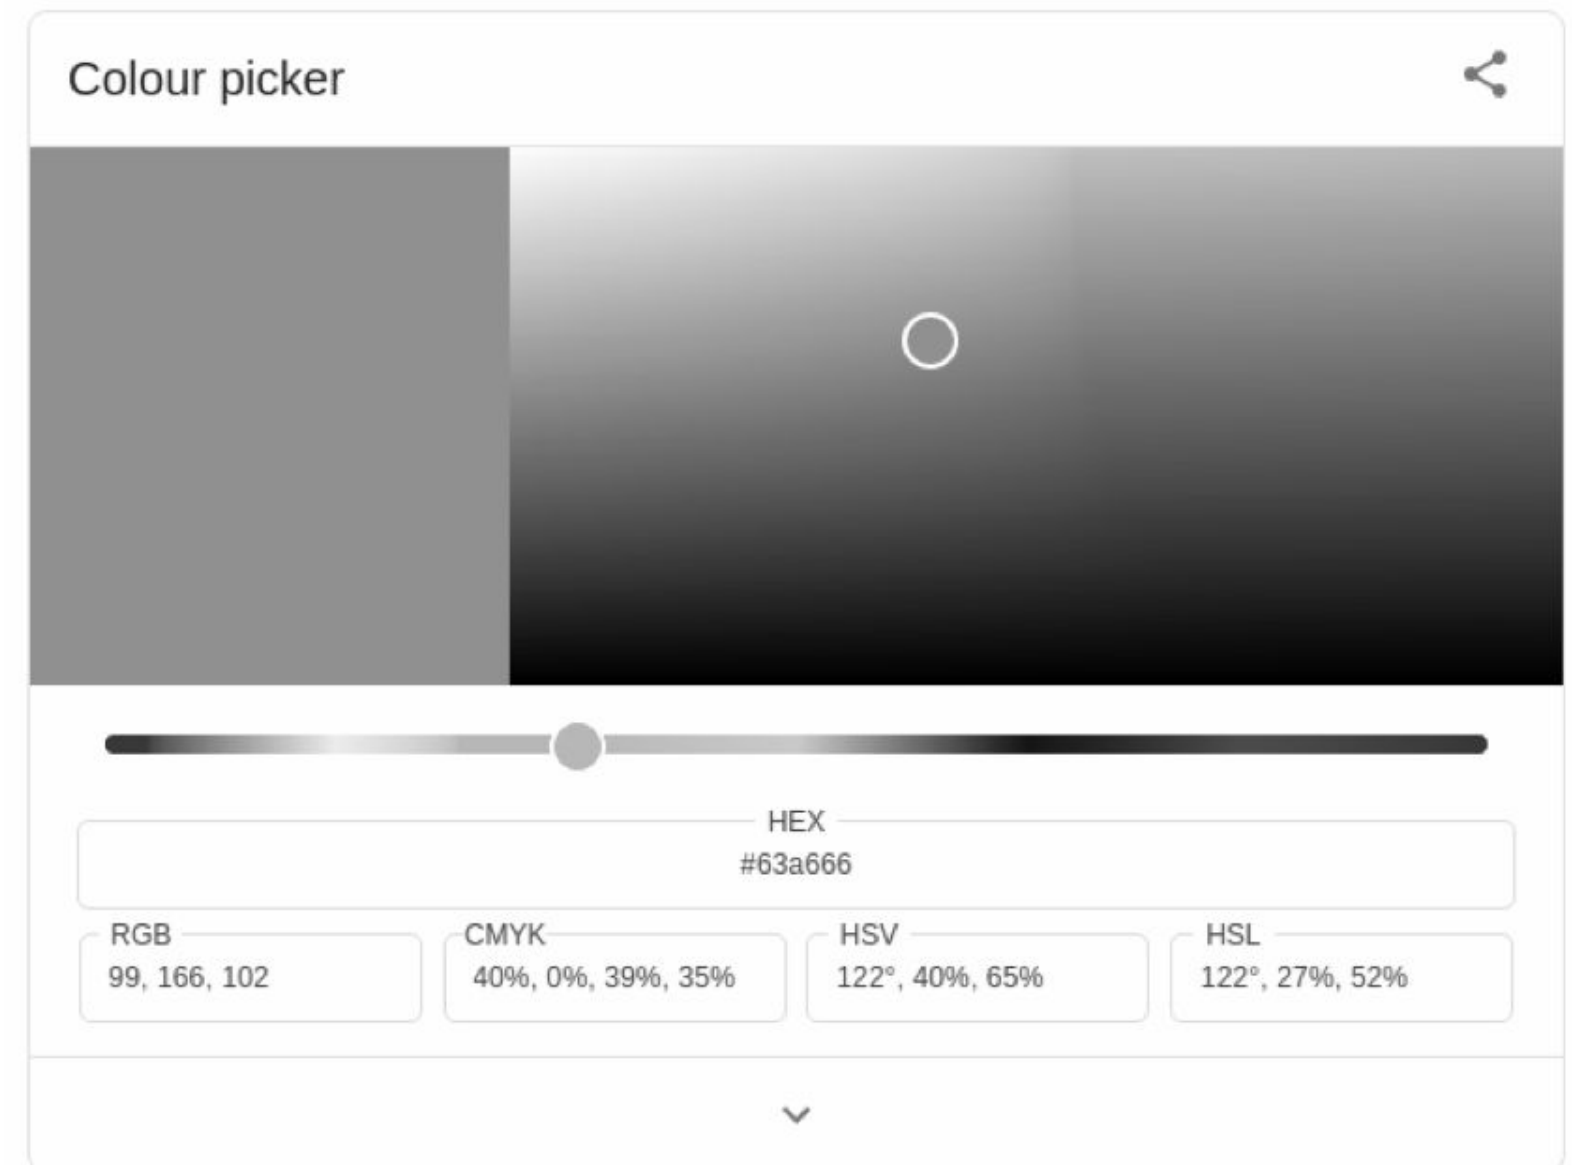 Colour picker
HEX
#63a666
RGB
99, 166, 102
CMYK
40%, 0%, 39%, 35%
HSV
122°, 40%, 65%
HSL
122°, 27%, 52%